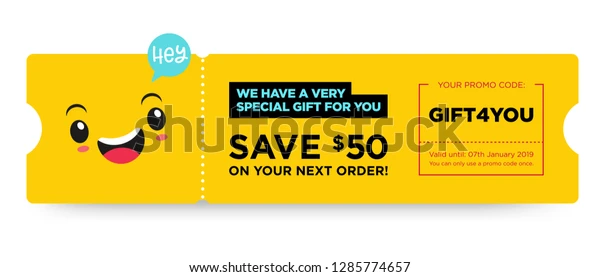 Hey
WE HAVE A VERY
SPECIAL GIFT FOR YOU
SAVE $50
ON YOUR NEXT ORDER!
YOUR PROMO CODE:
GIFT4YOU
Valid until: 07th January 2019
You can only use a promo code once.
shutterstock
shutterstock.com · 1285774657